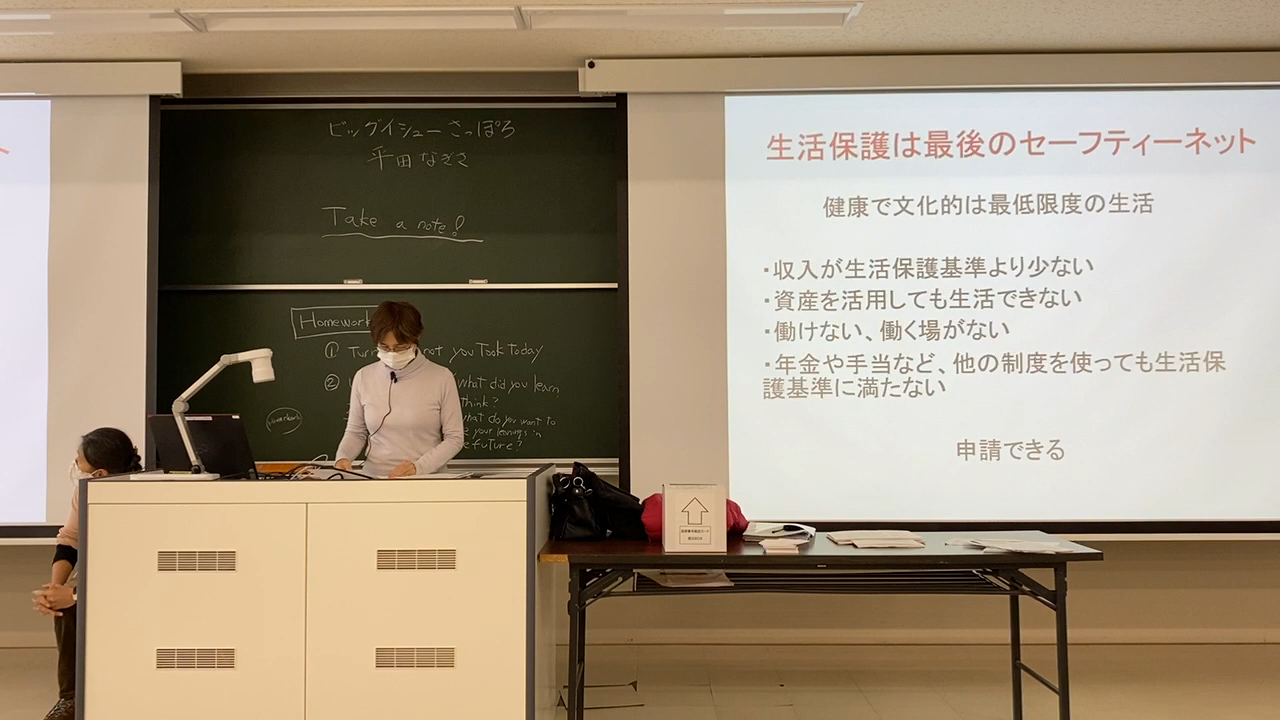 ビッグイシューさっぽろ
平田なぎさ
Take a note!
Homework
① Turn not you Took Today
② what did you learn
think?
what do you want to
your learnings in
future?
生活保護は最後のセーフティーネット
健康で文化的は最低限度の生活
・収入が生活保護基準より少ない
・資産を活用しても生活できない
・働けない、働く場がない
・年金や手当など、他の制度を使っても生活保
護基準に満たない
申請できる